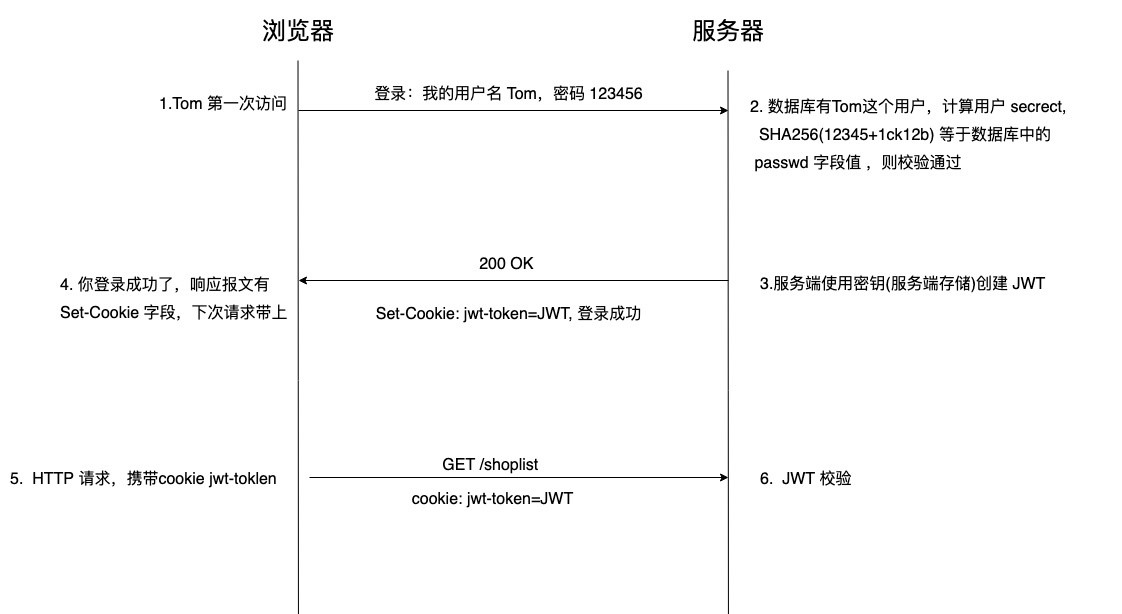 浏览器
服务器
1.Tom 第一次访问
登录：我的用户名 Tom，密码 123456
2. 数据库有Tom这个用户，计算用户 secrect,
SHA256(12345+1ck12b) 等于数据库中的
passwd 字段值 ，则校验通过
200 OK
3.服务端使用密钥(服务端存储)创建 JWT
4. 你登录成功了，响应报文有
Set-Cookie 字段，下次请求带上
Set-Cookie: jwt-token=JWT, 登录成功
GET /shoplist
5. HTTP 请求，携带cookie jwt-toklen
6. JWT 校验
cookie: jwt-token=JWT